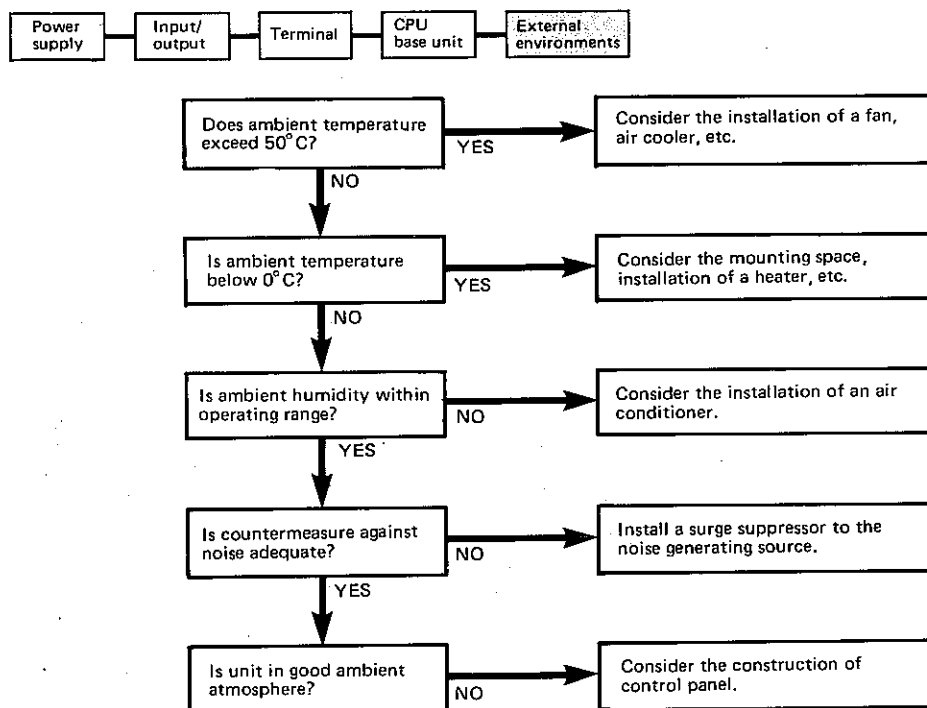 Power
supply
Input/
output
Terminal
CPU
base unit
External
environments
Does ambient temperature
exceed 50°C?
YES
Consider the installation of a fan,
air cooler, etc.
NO
Is ambient temperature
below 0°C?
YES
Consider the mounting space,
installation of a heater, etc.
NO
Is ambient humidity within
operating range?
NO
Consider the installation of an air
conditioner.
YES
Is countermeasure against
noise adequate?
NO
Install a surge suppressor to the
noise generating source.
YES
Is unit in good ambient
atmosphere?
NO
Consider the construction of
control panel.